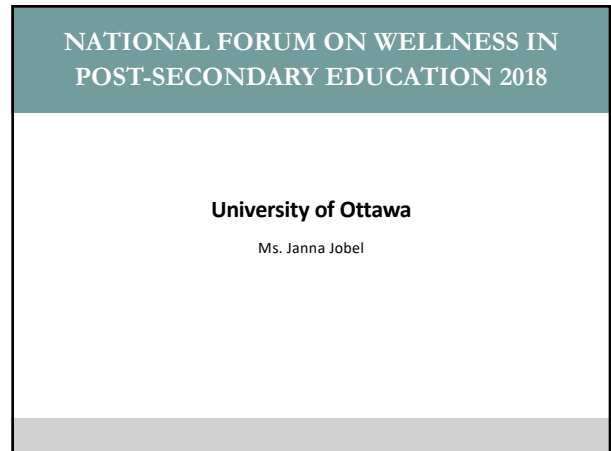 NATIONAL FORUM ON WELLNESS IN
POST-SECONDARY EDUCATION 2018
University of Ottawa
Ms. Janna Jobel